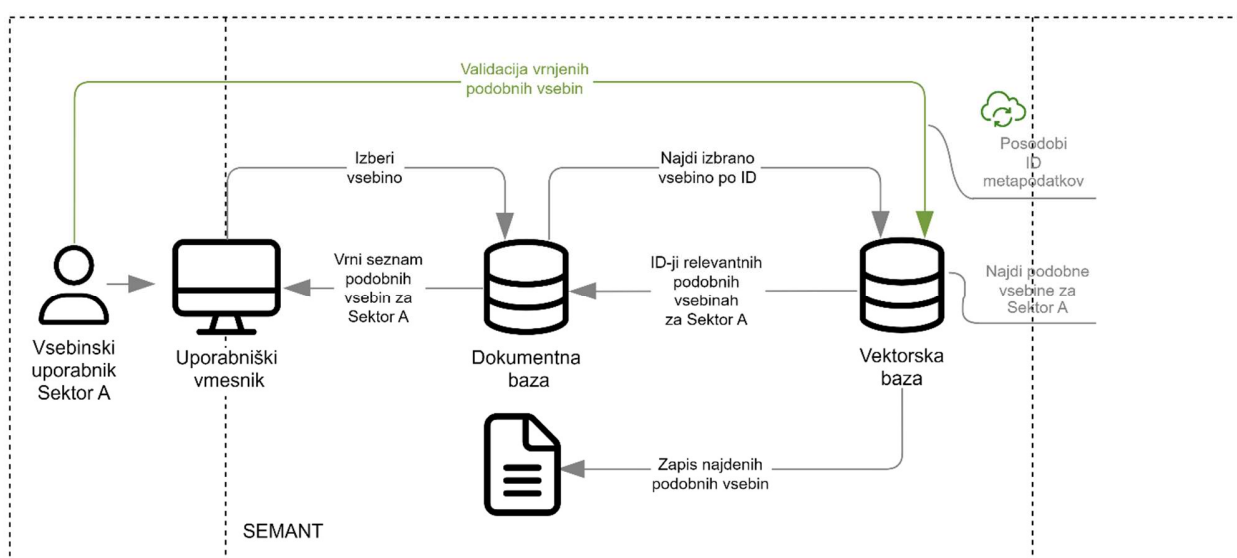 Validacija vrnjenih
podobnih vsebin
Posodobi
ID
metapodatkov
Izberi
vsebino
Najdi izbrano
vsebino po ID
Vrni seznam
podobnih
vsebin za
Sektor A
ID-ji relevantnih
podobnih
vsebinah
za Sektor A
Najdi podobne
vsebine za
Sektor A
Vsebinski
uporabnik
Sektor A
Uporabniški
vmesnik
Dokumentna
baza
Vektorska
baza
Zapis najdenih
podobnih vsebin
SEMANT